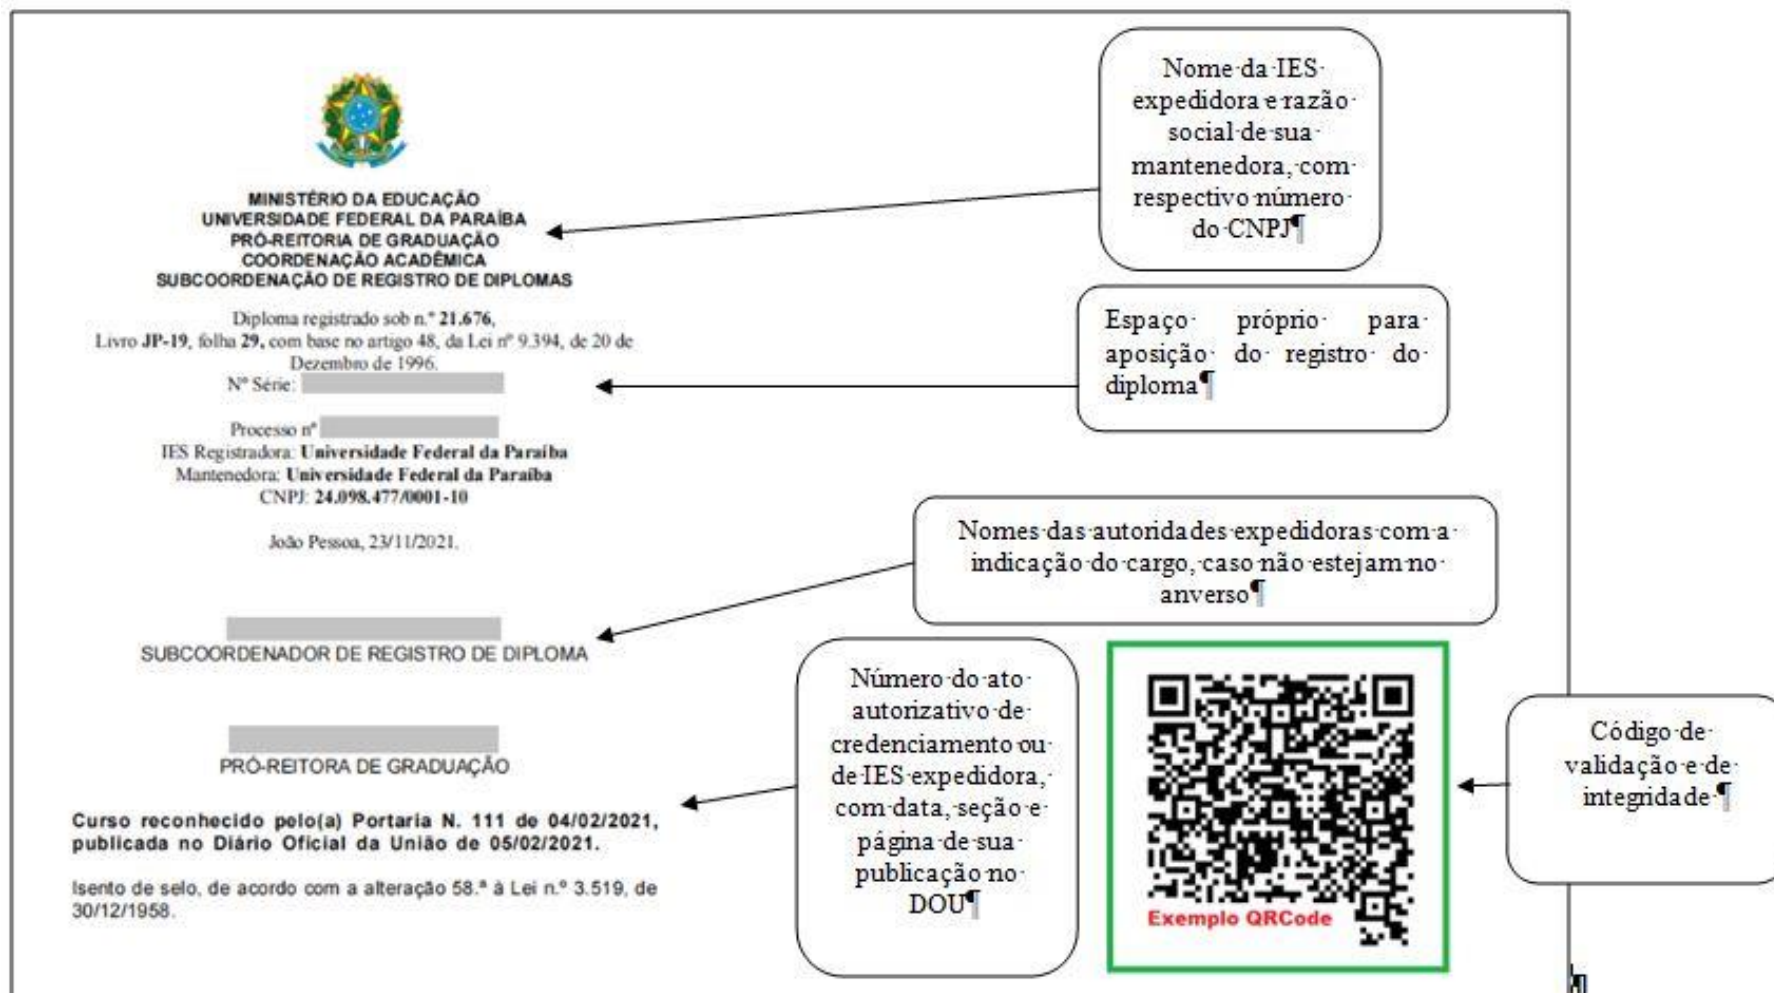 MINISTÉRIO DA EDUCAÇÃO
UNIVERSIDADE FEDERAL DA PARAÍBA
PRÓ-REITORIA DE GRADUAÇÃO
COORDENAÇÃO ACADÊMICA
SUBCOORDENAÇÃO DE REGISTRO DE DIPLOMAS
Diploma registrado sob n.º 21.676,
Livro JP-19, folha 29, com base no artigo 48, da Lei nº 9.394, de 20 de
Dezembro de 1996.
Nº Série:
Processo nº
IES Registradora: Universidade Federal da Paraíba
Mantenedora: Universidade Federal da Paraíba
CNPJ: 24.098.477/0001-10
João Pessoa, 23/11/2021.
SUBCOORDENADOR DE REGISTRO DE DIPLOMA
PRÓ-REITORA DE GRADUAÇÃO
Curso reconhecido pelo(a) Portaria N. 111 de 04/02/2021,
publicada no Diário Oficial da União de 05/02/2021.
Isento de selo, de acordo com a alteração 58.ª à Lei n.º 3.519, de
30/12/1958.
Nome·da·IES·
expedidora·e·razão·
social·de·sua·
mantenedora,·com·
respectivo·número·
do·CNPJ¶
Espaço· próprio· para·
aposição· do· registro· do·
diploma¶
Nomes·das·autoridades·expedidoras·com·a·
indicação·do·cargo,·caso·não·estejam·no·
anverso¶
Número·do·ato·
autorizativo·de·
credenciamento·ou·
de·IES·expedidora,·
com·data,·seção·e·
página·de·sua·
publicação·no·
DOU¶
Exemplo QRCode
Código·de·
validação·e·de·
integridade·¶
¶